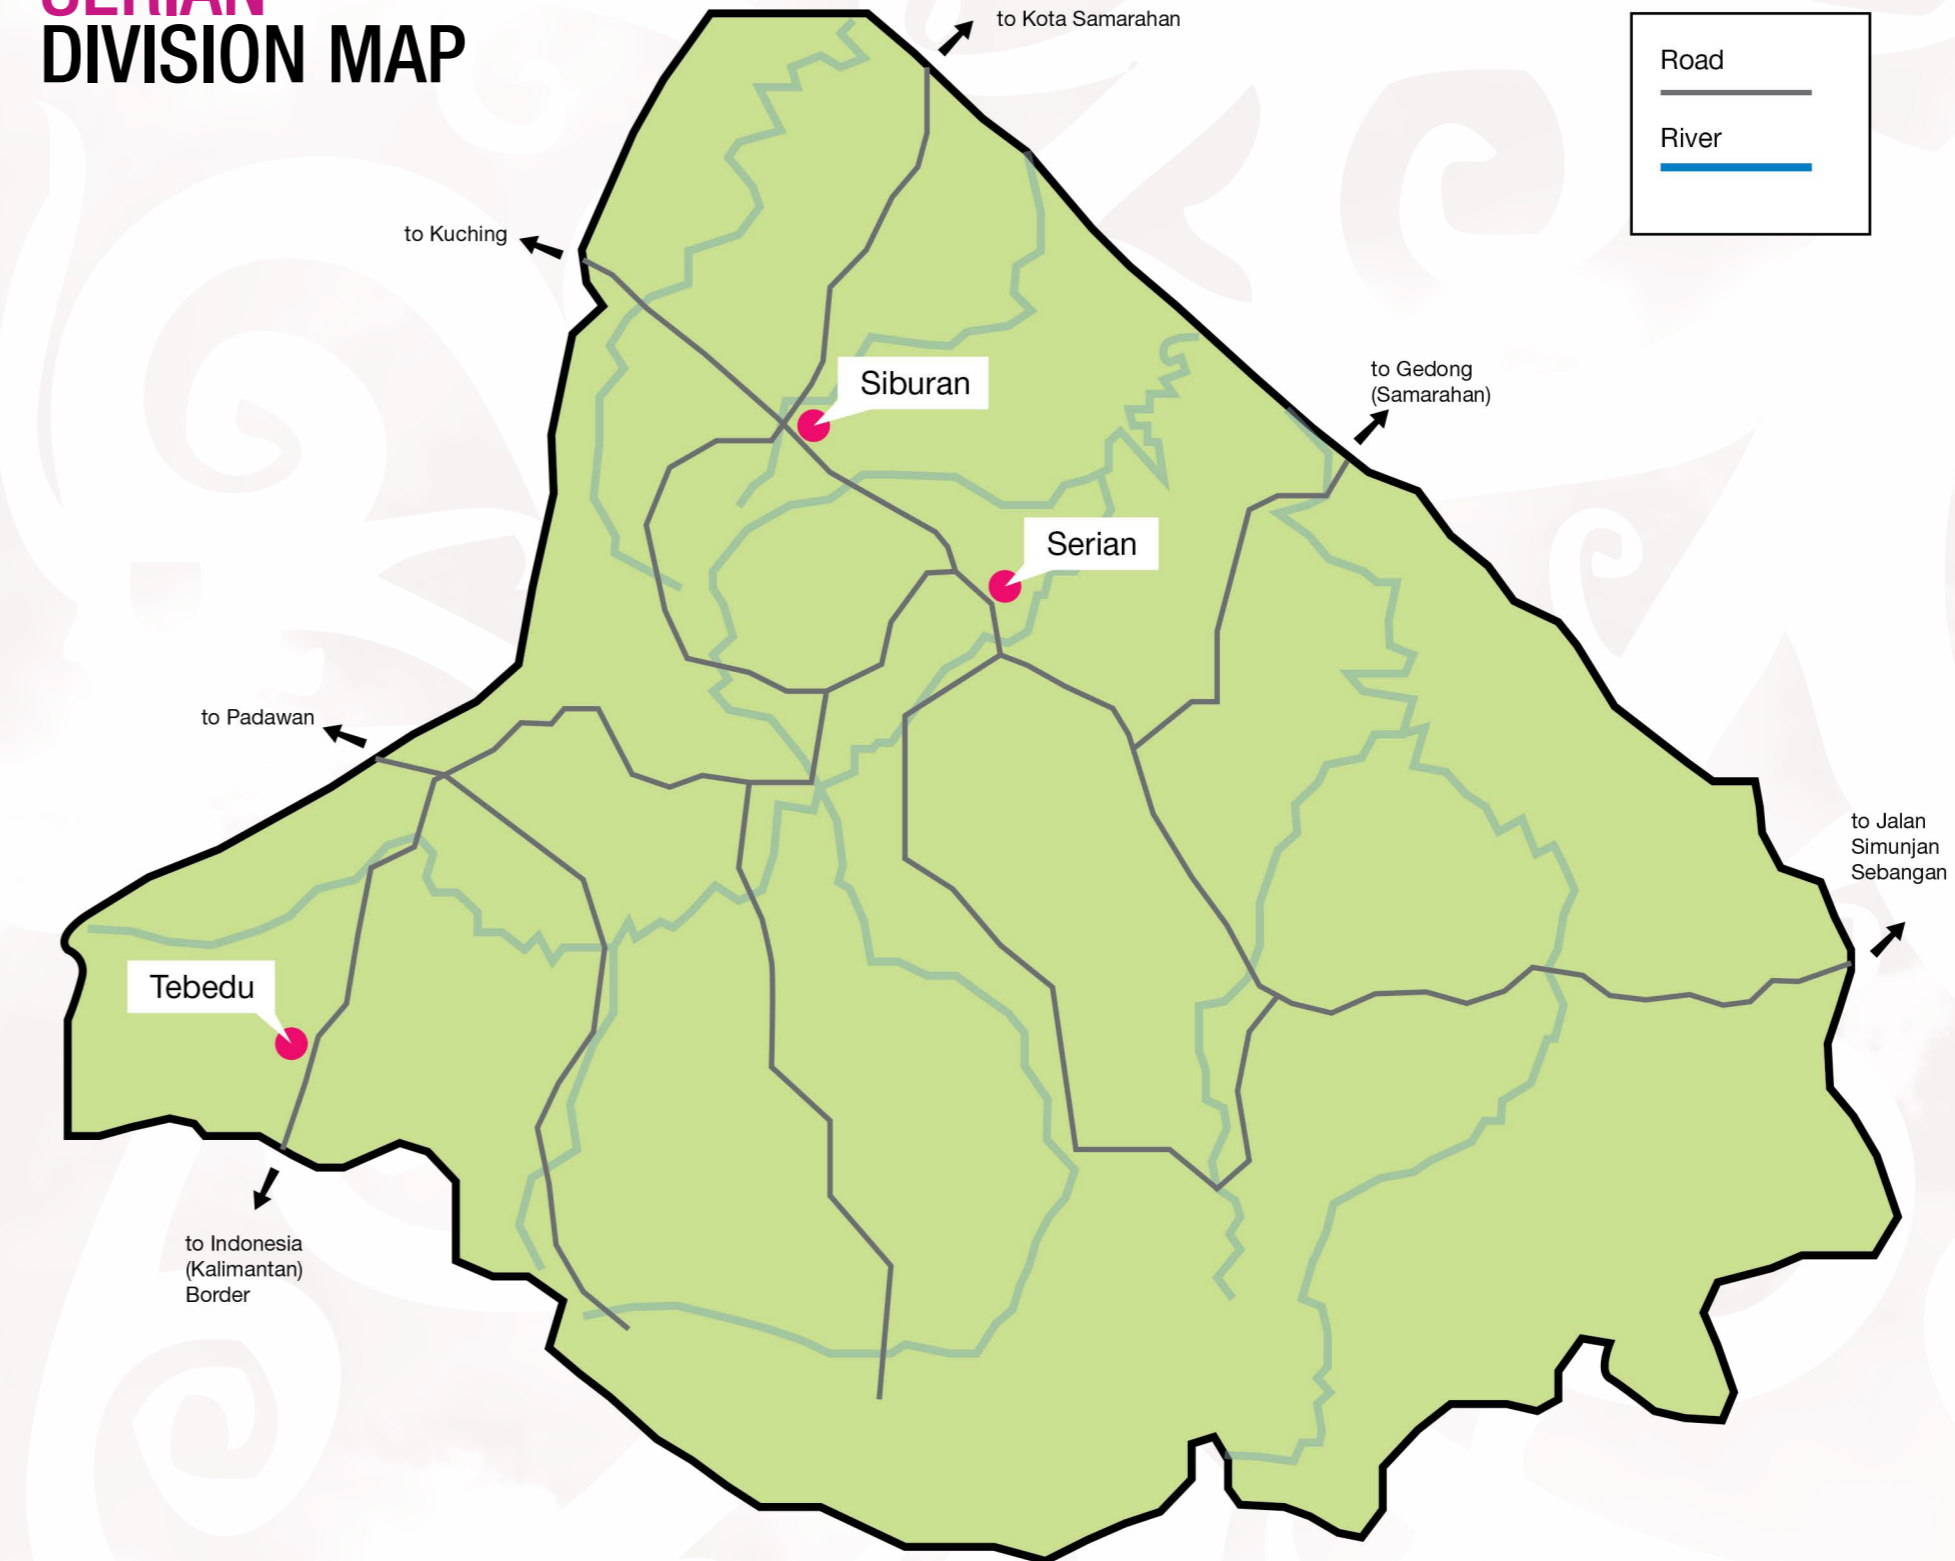 SERIAN
DIVISION MAP
to Kota Samarahan
Road
River
to Kuching
to Gedong
(Samarahan)
Siburan
Serian
to Padawan
to Jalan
Simunjan
Sebangan
Tebedu
to Indonesia
(Kalimantan)
Border